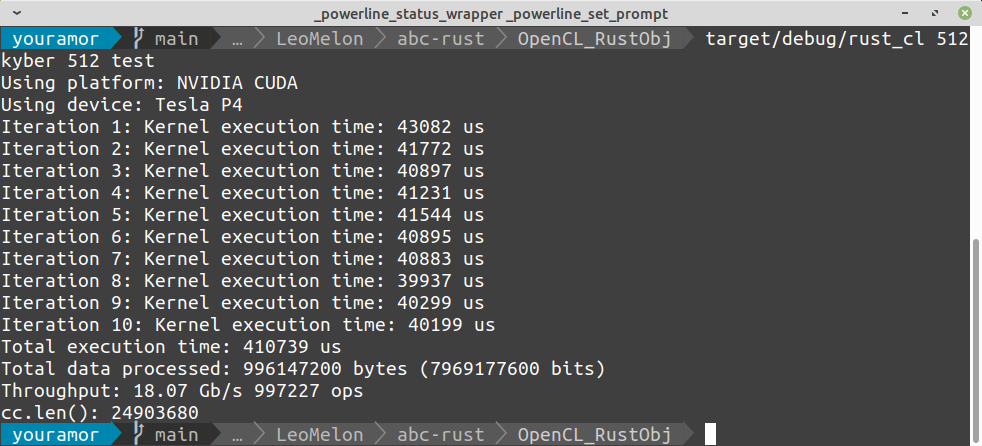 _powerline_status_wrapper _powerline_set_prompt
youramor main … LeoMelon abc-rust OpenCL_RustObj target/debug/rust_cl 512
kyber 512 test
Using platform: NVIDIA CUDA
Using device: Tesla P4
Iteration 1: Kernel execution time: 43082 us
Iteration 2: Kernel execution time: 41772 us
Iteration 3: Kernel execution time: 40897 us
Iteration 4: Kernel execution time: 41231 us
Iteration 5: Kernel execution time: 41544 us
Iteration 6: Kernel execution time: 40895 us
Iteration 7: Kernel execution time: 40883 us
Iteration 8: Kernel execution time: 39937 us
Iteration 9: Kernel execution time: 40299 us
Iteration 10: Kernel execution time: 40199 us
Total execution time: 410739 us
Total data processed: 996147200 bytes (7969177600 bits)
Throughput: 18.07 Gb/s 997227 ops
cc.len(): 24903680
youramor main … LeoMelon abc-rust OpenCL_RustObj